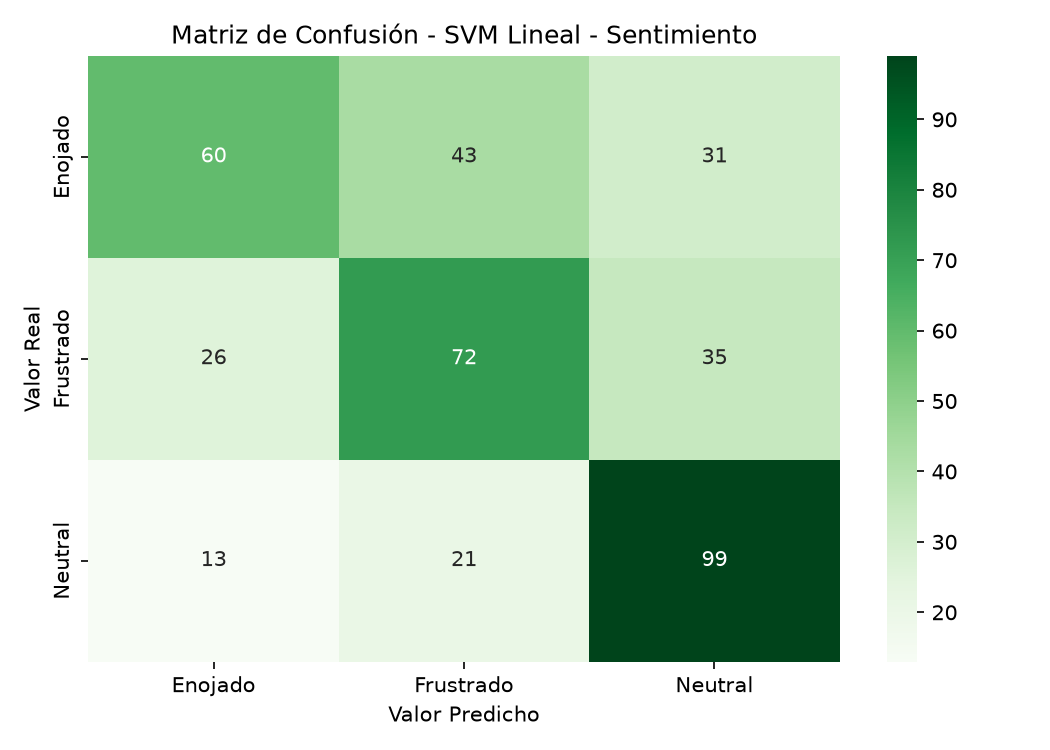 Matriz de Confusión - SVM Lineal - Sentimiento
Valor Real
Enojado
60 43 31
Frustrado
26 72 35
Neutral
13 21 99
Enojado Frustrado Neutral
Valor Predicho
90
80
70
60
50
40
30
20